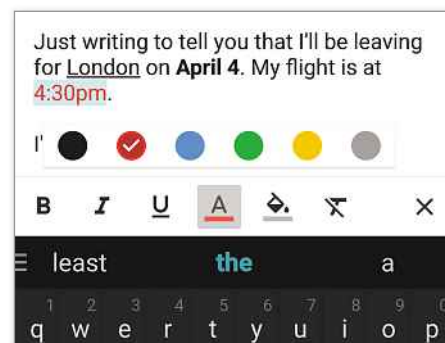 Just writing to tell you that I'll be leaving
for London on April 4. My flight is at
4:30pm.
I'
B I U A
least the a
1 2 3 4 5 6 7 8 9 0
q w e r t y u i o p